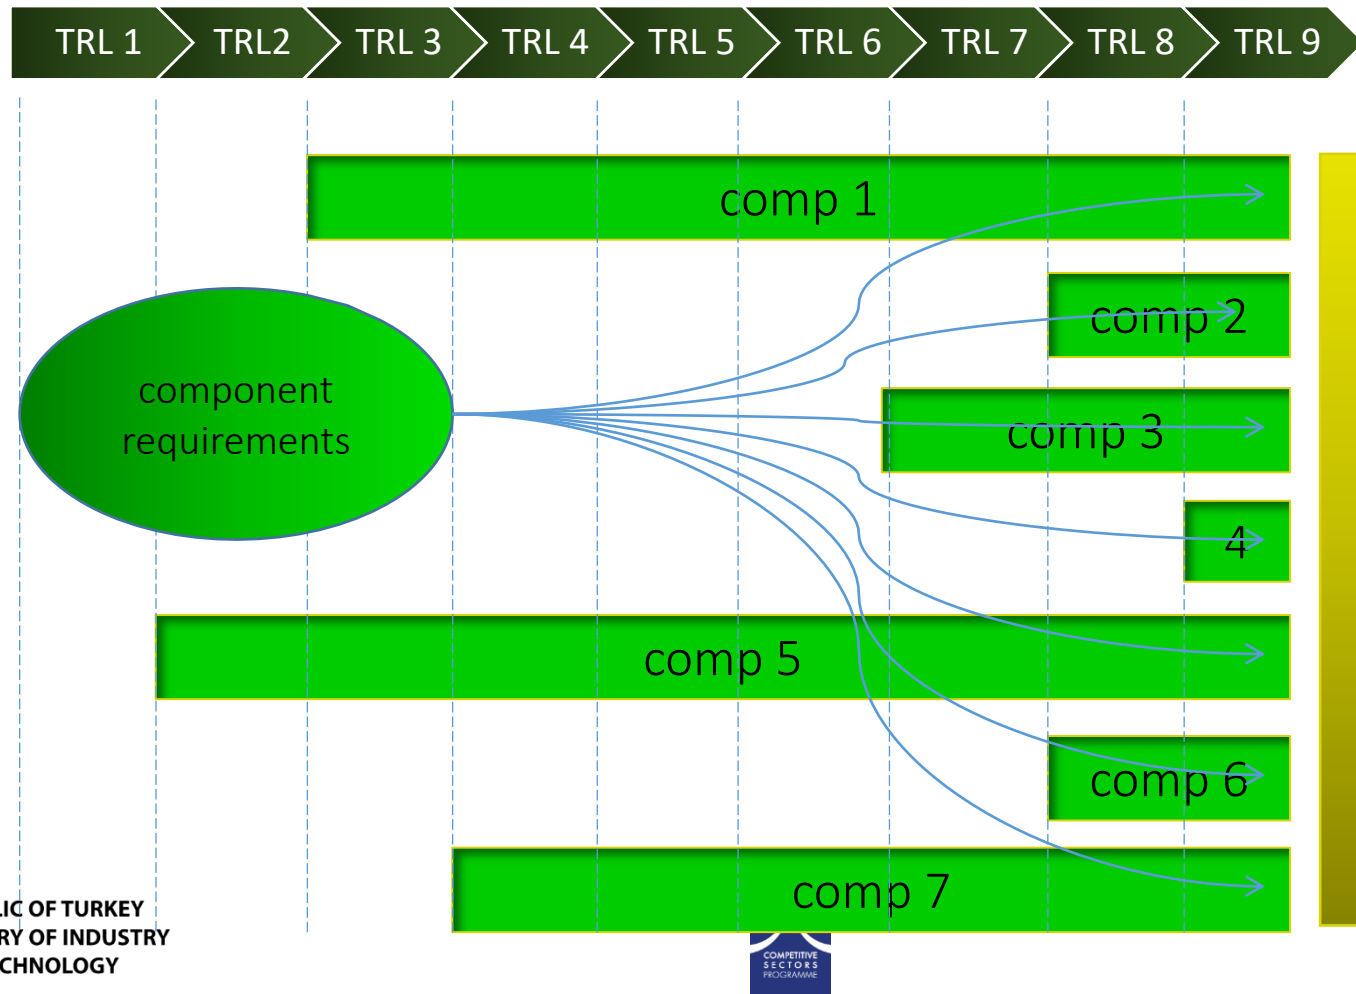 TRL 1 TRL2 TRL 3 TRL 4 TRL 5 TRL 6 TRL 7 TRL 8 TRL 9
comp 1
comp 2
component
requirements
comp 3
4
comp 5
comp 6
comp 7
LIC OF TURKEY
RY OF INDUSTRY
CHNOLOGY
COMPETITIVE
SECTORS
PROGRAMME